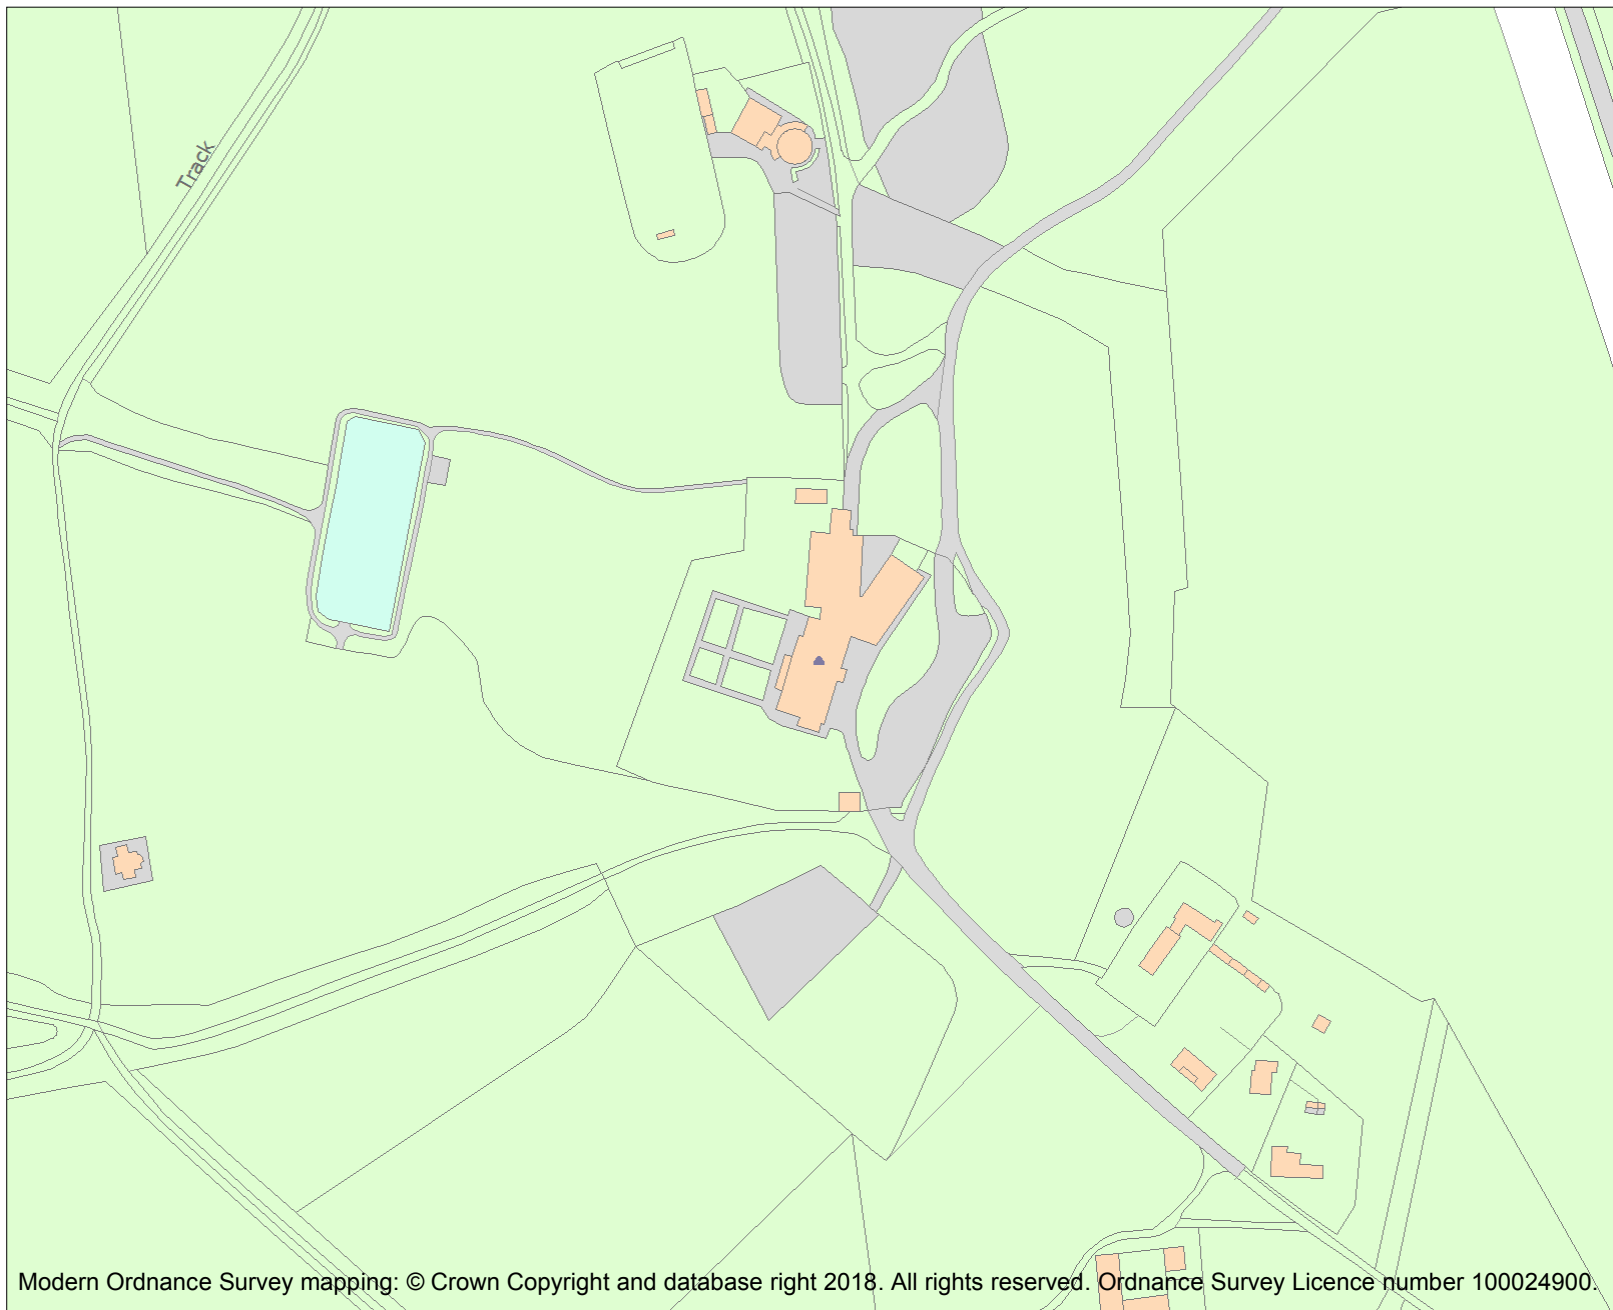 Track
Modern Ordnance Survey mapping: © Crown Copyright and database right 2018. All rights reserved. Ordnance Survey Licence number 100024900.